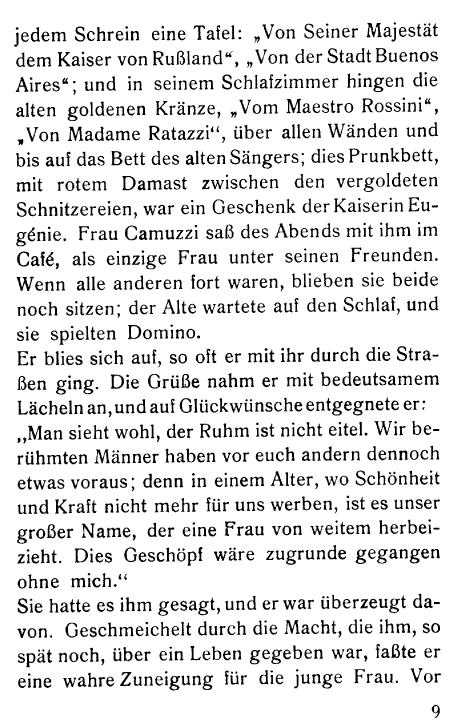 jedem Schrein eine Tafel: „Von Seiner Majestät
dem Kaiser von Rußland“, „Von der Stadt Buenos
Aires“; und in seinem Schlafzimmer hingen die
alten goldenen Kränze, „Vom Maestro Rossini“,
„Von Madame Ratazzi“, über allen Wänden und
bis auf das Bett des alten Sängers; dies Prunkbett,
mit rotem Damast zwischen den vergoldeten
Schnitzereien, war ein Geschenk der Kaiserin Eu-
génie. Frau Camuzzi saß des Abends mit ihm im
Café, als einzige Frau unter seinen Freunden.
Wenn alle anderen fort waren, blieben sie beide
noch sitzen; der Alte wartete auf den Schlaf, und
sie spielten Domino.
Er blies sich auf, so oft er mit ihr durch die Stra-
ßen ging. Die Grüße nahm er mit bedeutsamem
Lächeln an, und auf Glückwünsche entgegnete er:
„Man sieht wohl, der Ruhm ist nicht eitel. Wir be-
rühmten Männer haben vor euch andern dennoch
etwas voraus; denn in einem Alter, wo Schönheit
und Kraft nicht mehr für uns werben, ist es unser
großer Name, der eine Frau von weitem herbei-
zieht. Dies Geschöpf wäre zugrunde gegangen
ohne mich.“
Sie hatte es ihm gesagt, und er war überzeugt da-
von. Geschmeichelt durch die Macht, die ihm, so
spät noch, über ein Leben gegeben war, faßte er
eine wahre Zuneigung für die junge Frau. Vor
9